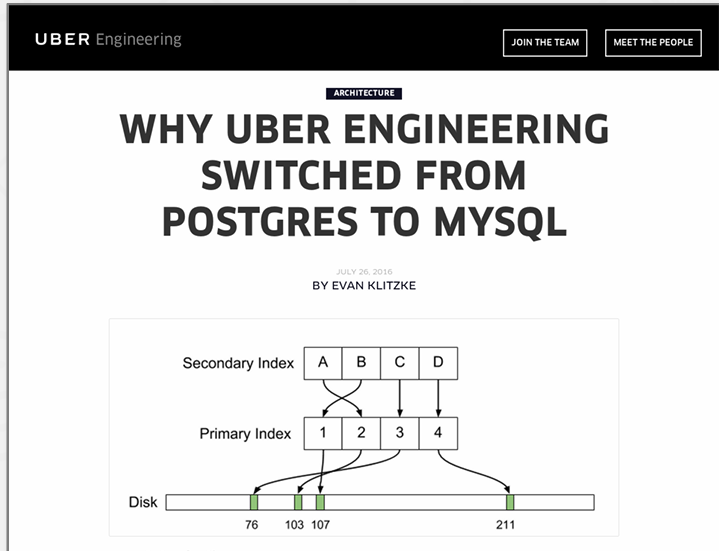 UBER Engineering
JOIN THE TEAM
MEET THE PEOPLE
ARCHITECTURE
WHY UBER ENGINEERING
SWITCHED FROM
POSTGRES TO MYSQL
JULY 26, 2016
BY EVAN KLITZKE
Secondary Index A B C D
Primary Index 1 2 3 4
Disk
76 103 107 211